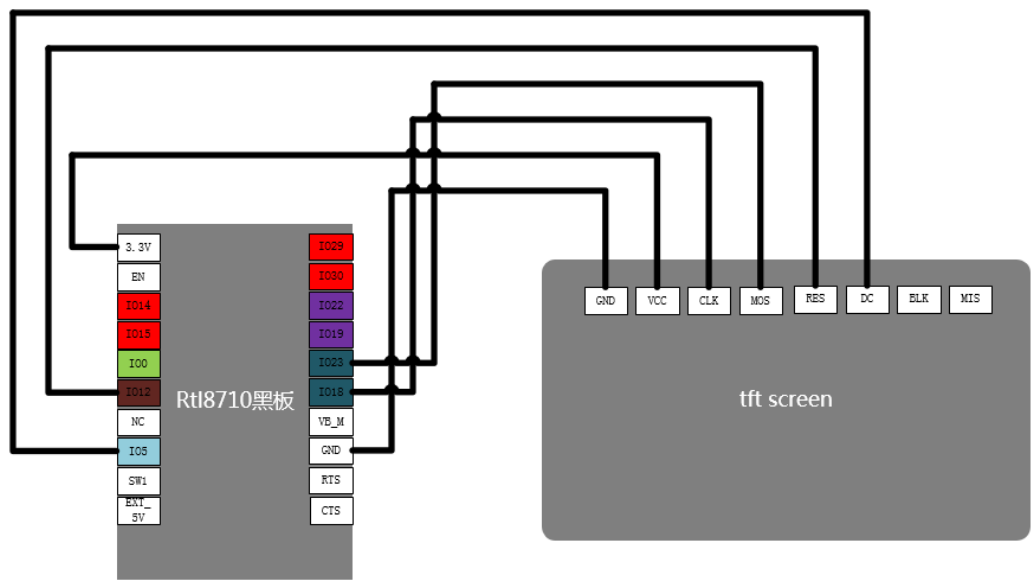 3.3V
EN
IO14
IO15
IO0
IO12
NC
IO5
SW1
EXT_
5V
Rtl8710黑板
IO29
IO30
IO22
IO19
IO23
IO18
VB_M
GND
RTS
CTS
GND
VCC
CLK
MOS
RES
DC
BLK
MIS
tft screen